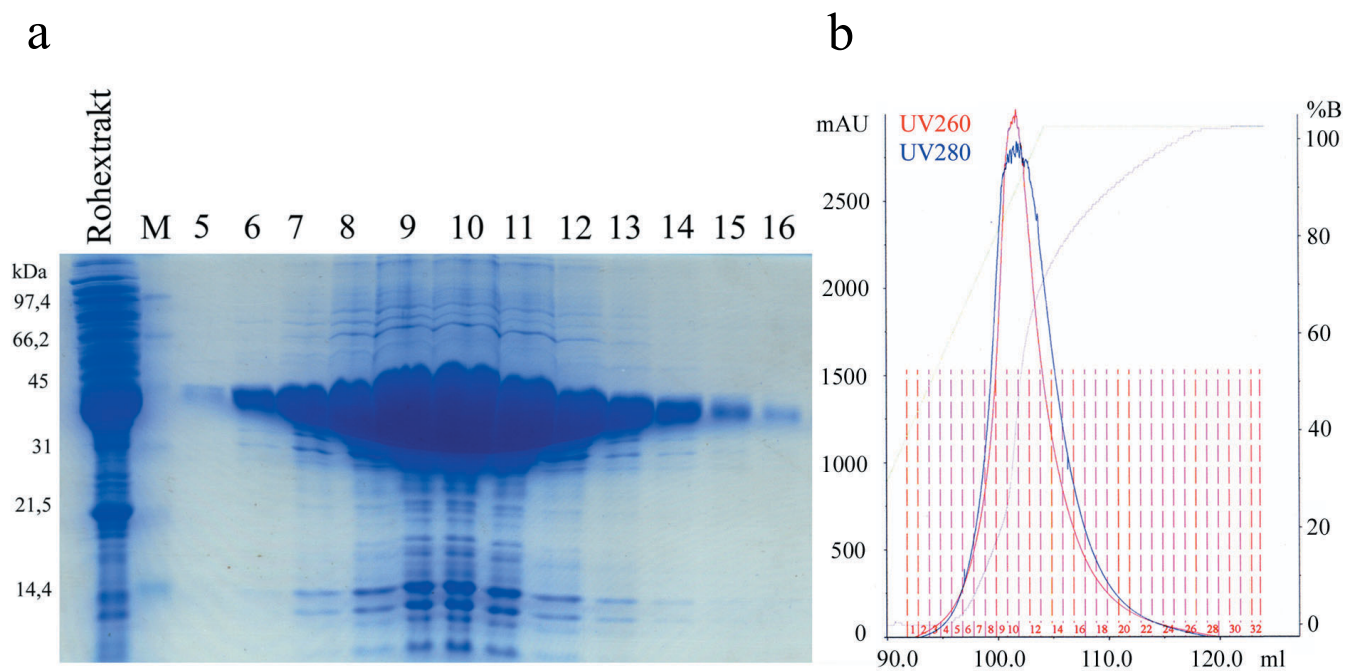 a
Rohextrakt
M 5 6 7 8 9 10 11 12 13 14 15 16
kDa
97,4
66,2
45
31
21,5
14,4
b
mAU
UV260
UV280
%B
2500
2000
1500
1000
500
0
100
80
60
40
20
0
1 2 3 4 5 6 7 8 9 10 12 14 16 18 20 22 24 26 28 30 32
90.0 100.0 110.0 120.0 ml